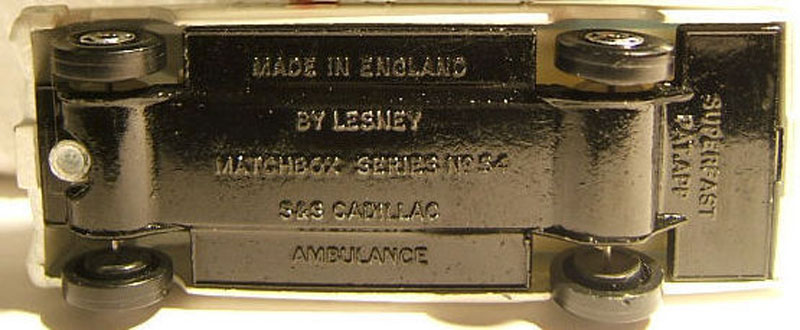 MADE IN ENGLAND
BY LESNEY
MATCHBOX SERIES Nº 54
S&S CADILLAC
AMBULANCE
SUPERFAST
PAT. APP